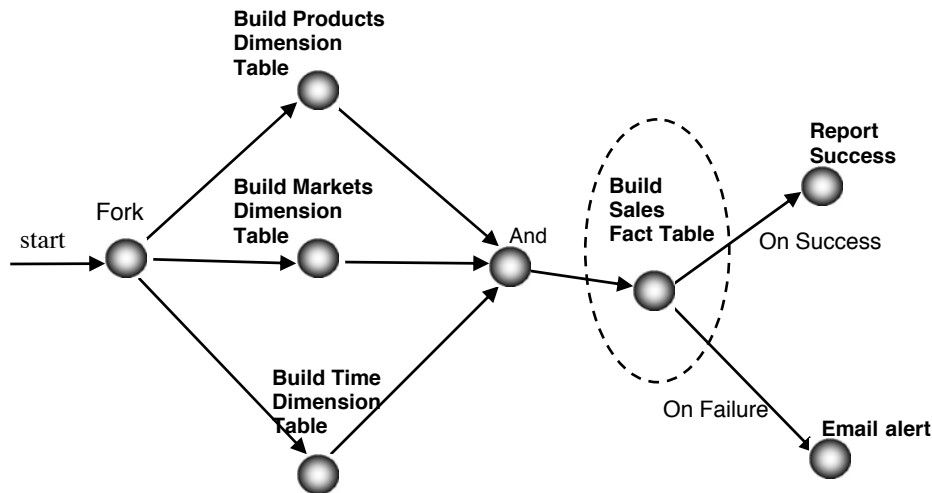 Build Products
Dimension
Table
Report
Success
Build Markets
Dimension
Table
Build
Sales
Fact Table
Fork
start
And
On Success
Build Time
Dimension
Table
On Failure
Email alert